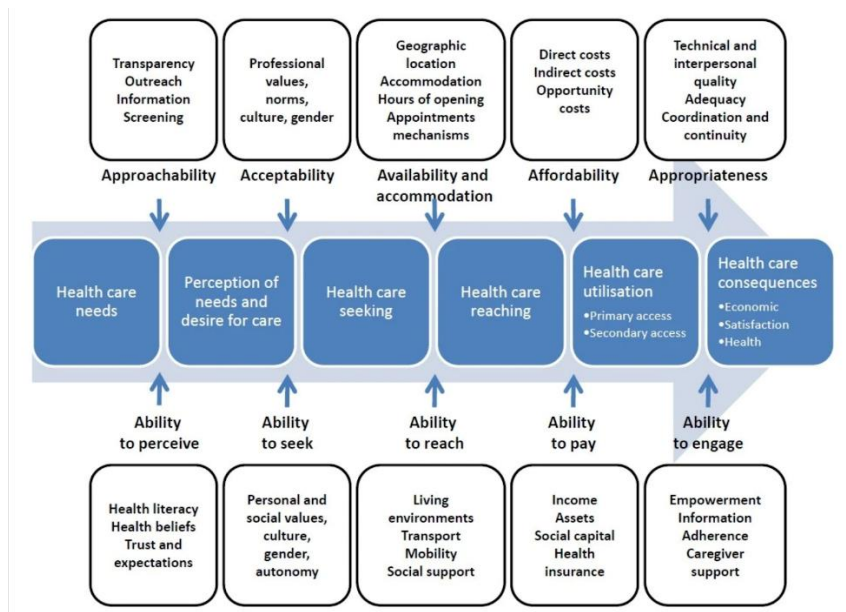 Transparency
Outreach
Information
Screening
Professional
values,
norms,
culture, gender
Geographic
location
Accommodation
Hours of opening
Appointments
mechanisms
Direct costs
Indirect costs
Opportunity
costs
Technical and
interpersonal
quality
Adequacy
Coordination and
continuity
Approachability
Acceptability
Availability and
accommodation
Affordability
Appropriateness
Health care
needs
Perception of
needs and
desire for care
Health care
seeking
Health care
reaching
Health care
utilisation
•Primary access
•Secondary access
Health care
consequences
•Economic
•Satisfaction
•Health
Ability
to perceive
Ability
to seek
Ability
to reach
Ability
to pay
Ability
to engage
Health literacy
Health beliefs
Trust and
expectations
Personal and
social values,
culture,
gender,
autonomy
Living
environments
Transport
Mobility
Social support
Income
Assets
Social capital
Health
insurance
Empowerment
Information
Adherence
Caregiver
support